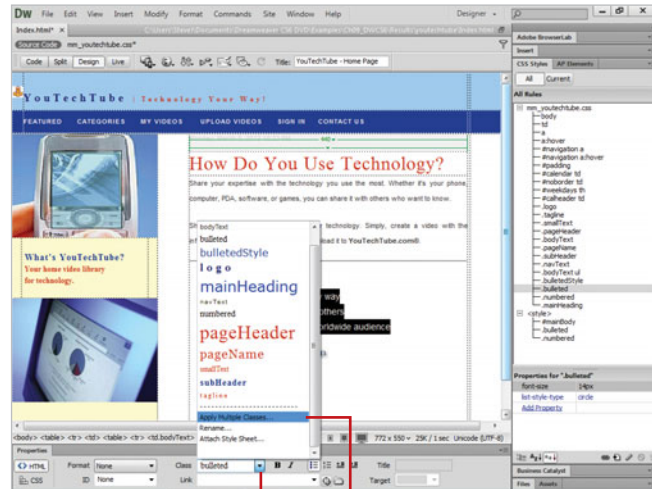 Dw File Edit View Insert Modify Format Commands Site Window Help Designer
Index.html*
Source Code mm_youtechtube.css*
Code Split Design Live Title: YouTechTube - Home Page
YouTechTube | Technology Your Way!
FEATURED CATEGORIES MY VIDEOS UPLOAD VIDEOS SIGN IN CONTACT US
How Do You Use Technology?
Share your expertise with the technology you use the most. Whether it's your phone,
computer, PDA, software, or games, you can share it with others who want to know.
Sh technology. Simply, create a video with the
load it to YouTechTube.com®.
What's YouTechTube?
Your home video library
for technology.
way
others
orldwide audience
bodyText
bulleted
bulletedStyle
logo
mainHeading
navText
numbered
pageHeader
pageName
smallText
subHeader
tagline
Apply Multiple Classes...
Rename...
Attach Style Sheet...
<body> <table> <tr> <td> <table> <tr> <td.bodyText> 772 x 550 25K / 1 sec Unicode (UTF-8)
Properties
HTML Format None Class bulleted B I Title
CSS ID None Link Target
Adobe BrowserLab
Insert
CSS Styles AP Elements
All Current
All Rules
mm_youtechtube.css
body
td
a
a:hover
#navigation a
#navigation a:hover
#padding
#calendar td
#noborder td
#weekdays th
#calheader td
.logo
.tagline
.smallText
.pageHeader
.bodyText
.pageName
.subHeader
.navText
.bodyText ul
.bulletedStyle
.bulleted
.numbered
.mainHeading
<style>
#mainBody
.bulleted
.numbered
Properties for ".bulleted"
font-size 14px
list-style-type circle
Add Property
Business Catalyst
Files Assets